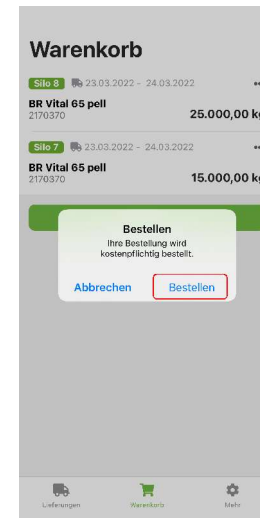 Warenkorb
Silo 8 23.03.2022 - 24.03.2022
BR Vital 65 pell
2170370
25.000,00 kg
Silo 7 23.03.2022 - 24.03.2022
BR Vital 65 pell
2170370
15.000,00 kg
Bestellen
Ihre Bestellung wird
kostenpflichtig bestellt.
Abbrechen Bestellen
Lieferungen Warenkorb Mehr